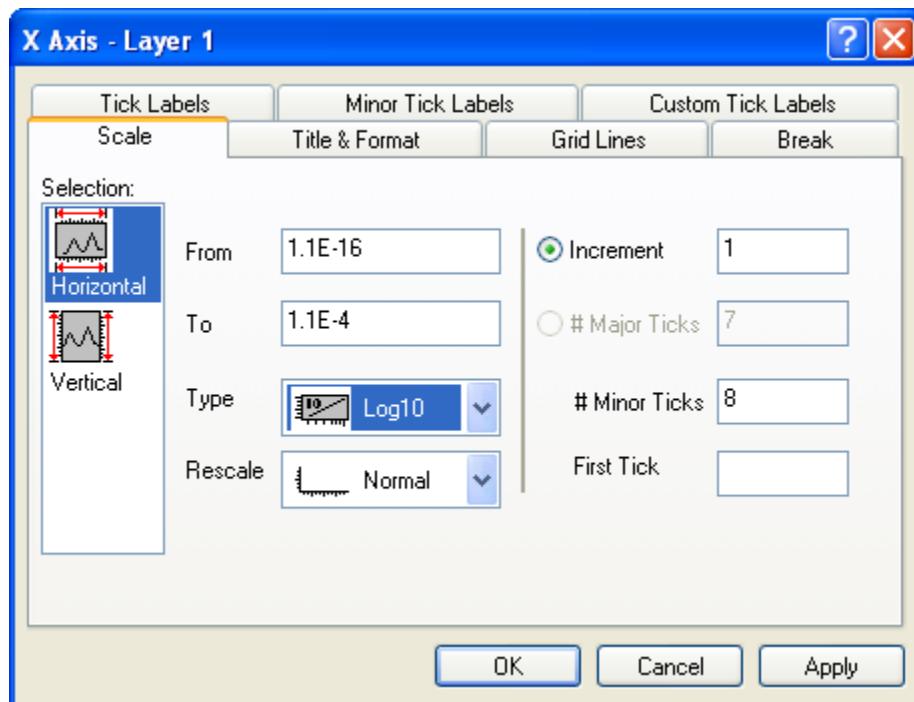 X Axis - Layer 1
Tick Labels
Minor Tick Labels
Custom Tick Labels
Scale
Title & Format
Grid Lines
Break
Selection:
Horizontal
Vertical
From 1.1E-16
To 1.1E-4
Type 10 Log10
Rescale Normal
Increment 1
# Major Ticks 7
# Minor Ticks 8
First Tick
OK
Cancel
Apply